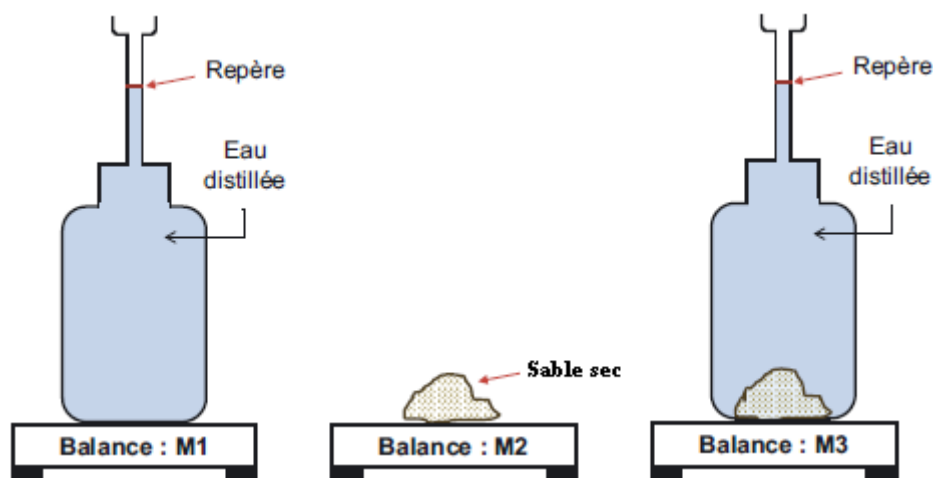 Repère
Eau
distillée
Balance : M1
Sable sec
Balance : M2
Repère
Eau
distillée
Balance : M3